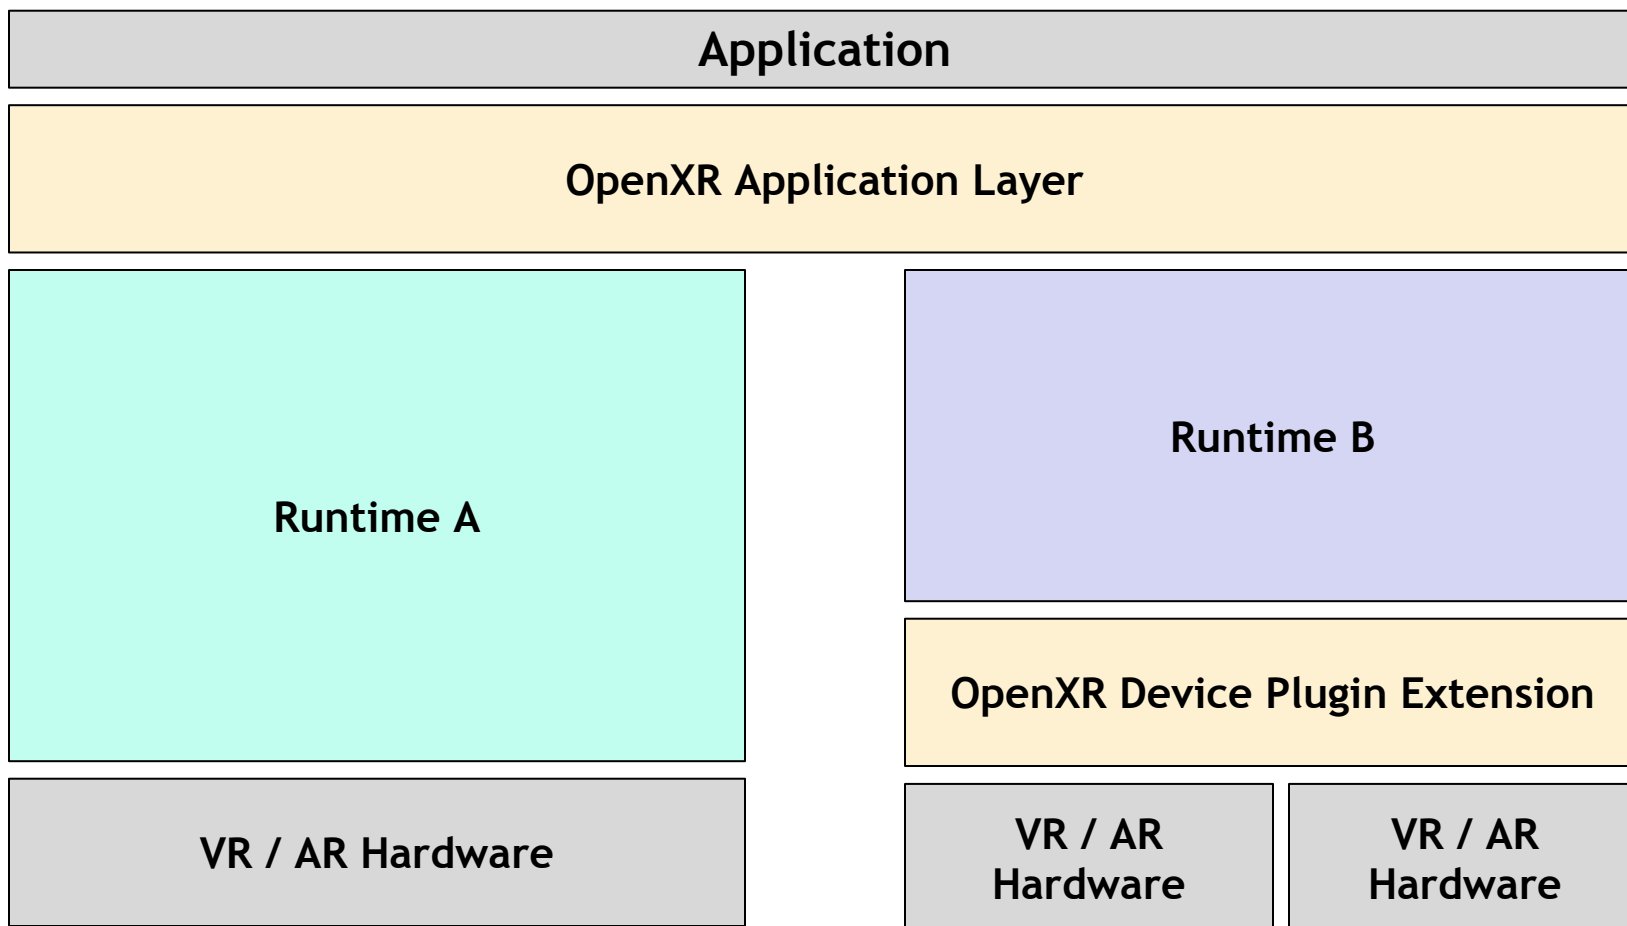 Application
OpenXR Application Layer
Runtime A
VR / AR Hardware
Runtime B
OpenXR Device Plugin Extension
VR / AR
Hardware
VR / AR
Hardware